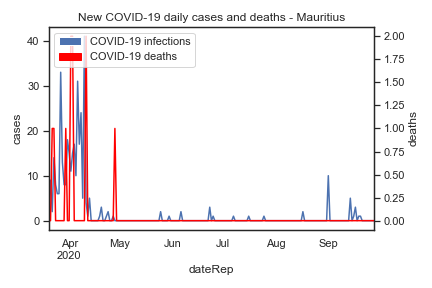 New COVID-19 daily cases and deaths - Mauritius
COVID-19 infections
COVID-19 deaths
40
30
20
10
0
cases
2.00
1.75
1.50
1.25
1.00
0.75
0.50
0.25
0.00
deaths
Apr May Jun Jul Aug Sep
2020
dateRep